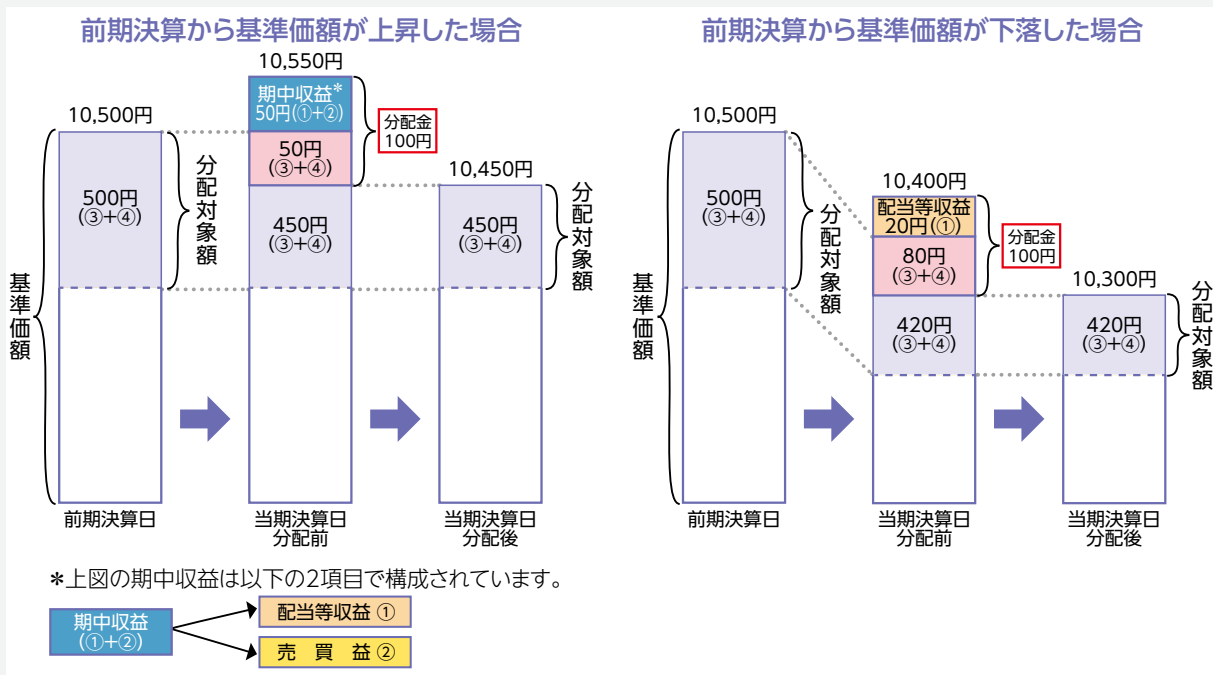 前期決算から基準価額が上昇した場合
10,500円
500円
(③+④)
分配対象額
基準価額
前期決算日
10,550円
期中収益*
50円(①+②)
50円
(③+④)
分配金
100円
450円
(③+④)
当期決算日
分配前
10,450円
450円
(③+④)
分配対象額
当期決算日
分配後
*上図の期中収益は以下の2項目で構成されています。
期中収益
(①+②)
配当等収益 ①
売 買 益 ②
前期決算から基準価額が下落した場合
10,500円
500円
(③+④)
分配対象額
基準価額
前期決算日
10,400円
配当等収益
20円(①)
80円
(③+④)
分配金
100円
420円
(③+④)
当期決算日
分配前
10,300円
420円
(③+④)
分配対象額
当期決算日
分配後